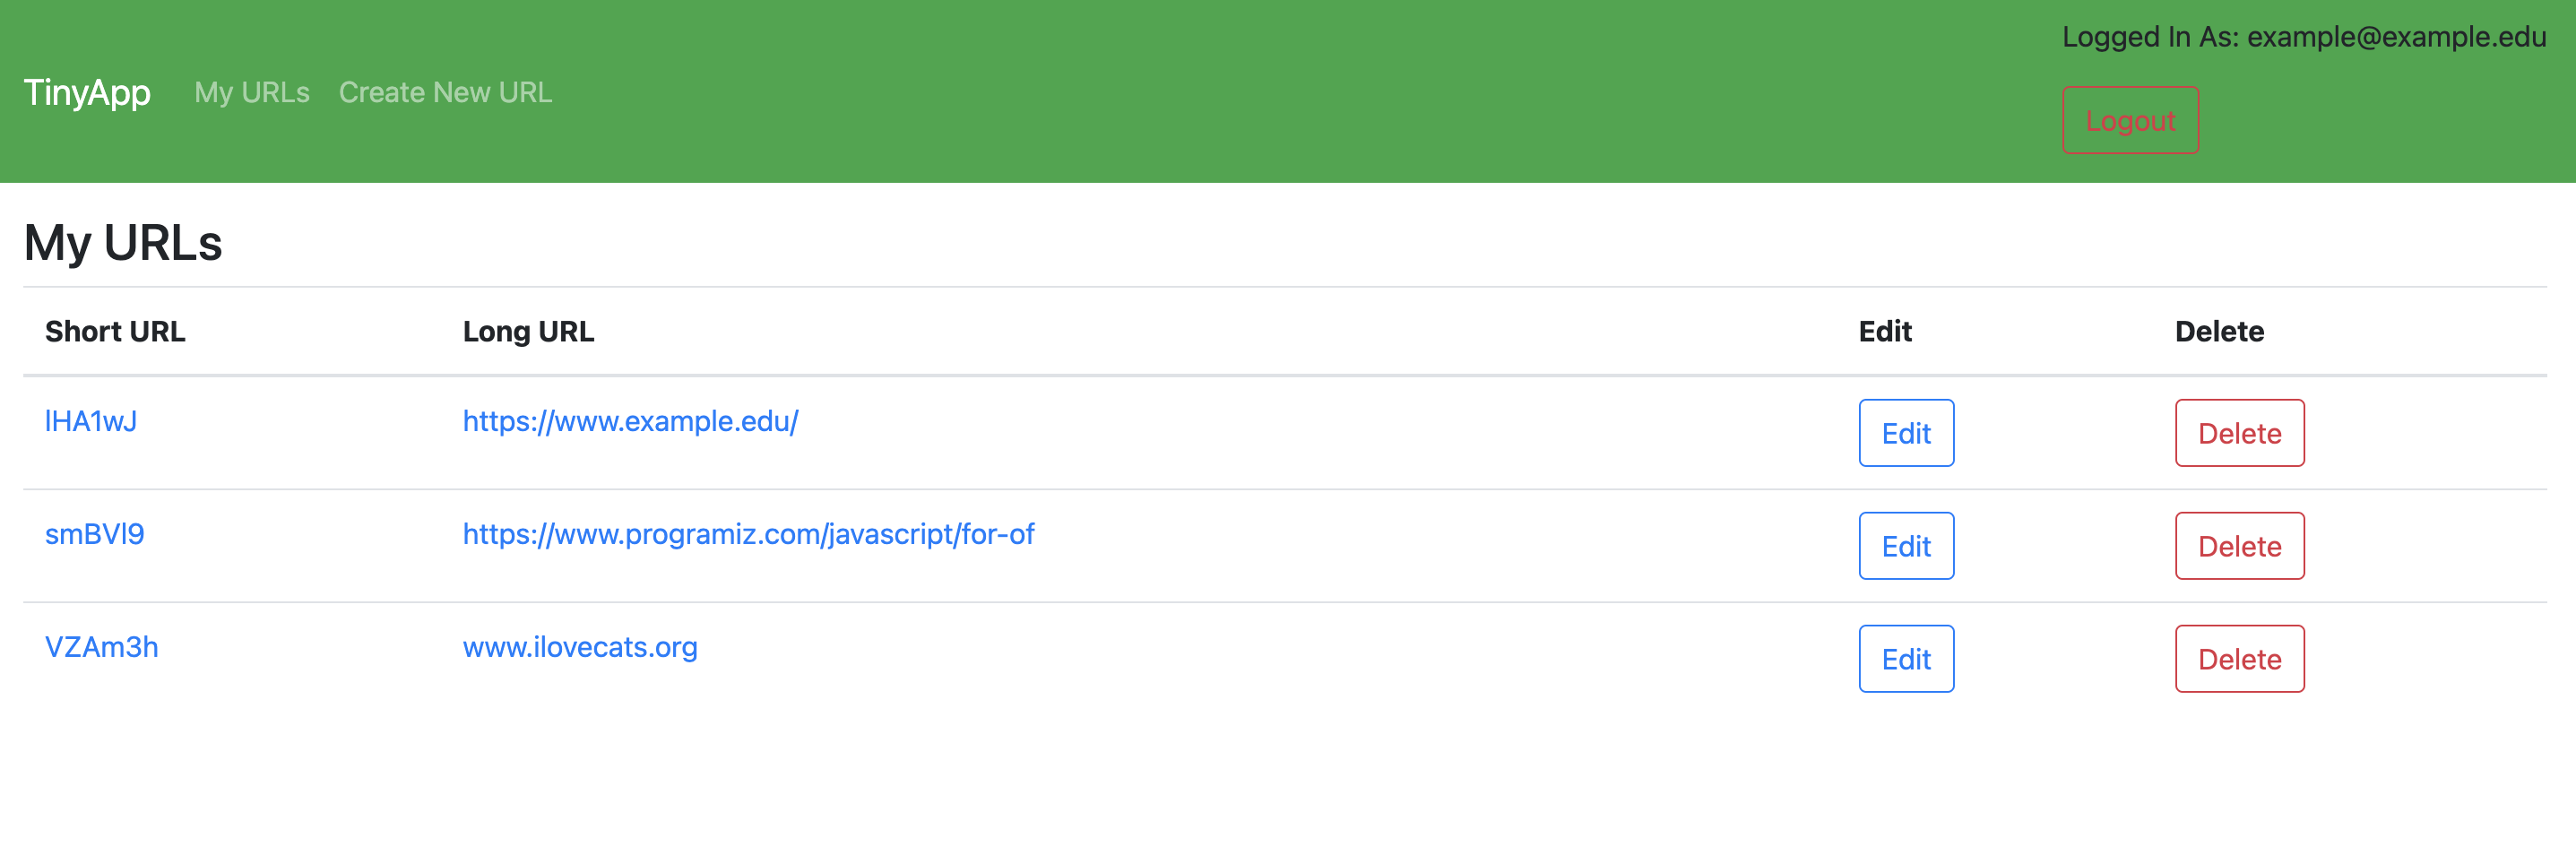 Logged In As: example@example.edu
TinyApp My URLs Create New URL
Logout
My URLs
Short URL Long URL Edit Delete
lHA1wJ https://www.example.edu/ Edit Delete
smBVl9 https://www.programiz.com/javascript/for-of Edit Delete
VZAm3h www.ilovecats.org Edit Delete